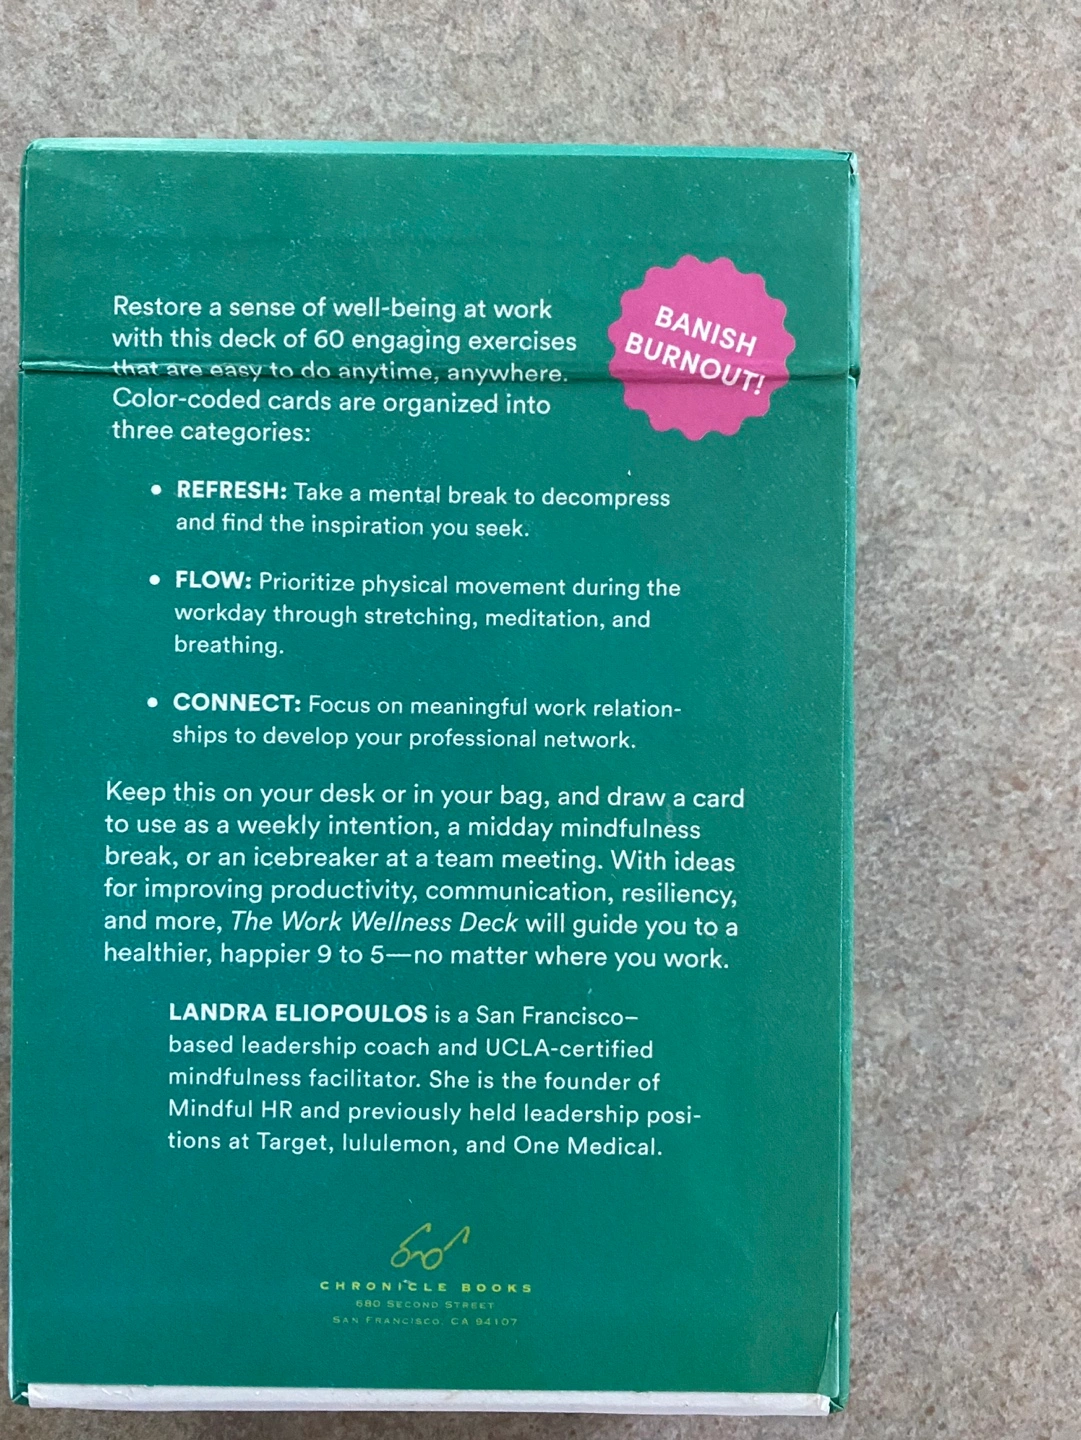 Restore a sense of well-being at work
with this deck of 60 engaging exercises
that are easy to do anytime, anywhere.
Color-coded cards are organized into
three categories:
BANISH
BURNOUT!
• REFRESH: Take a mental break to decompress
and find the inspiration you seek.
• FLOW: Prioritize physical movement during the
workday through stretching, meditation, and
breathing.
• CONNECT: Focus on meaningful work relation-
ships to develop your professional network.
Keep this on your desk or in your bag, and draw a card
to use as a weekly intention, a midday mindfulness
break, or an icebreaker at a team meeting. With ideas
for improving productivity, communication, resiliency,
and more, The Work Wellness Deck will guide you to a
healthier, happier 9 to 5—no matter where you work.
LANDRA ELIOPOULOS is a San Francisco–
based leadership coach and UCLA-certified
mindfulness facilitator. She is the founder of
Mindful HR and previously held leadership posi-
tions at Target, lululemon, and One Medical.
CHRONICLE BOOKS
680 SECOND STREET
SAN FRANCISCO, CA 94107